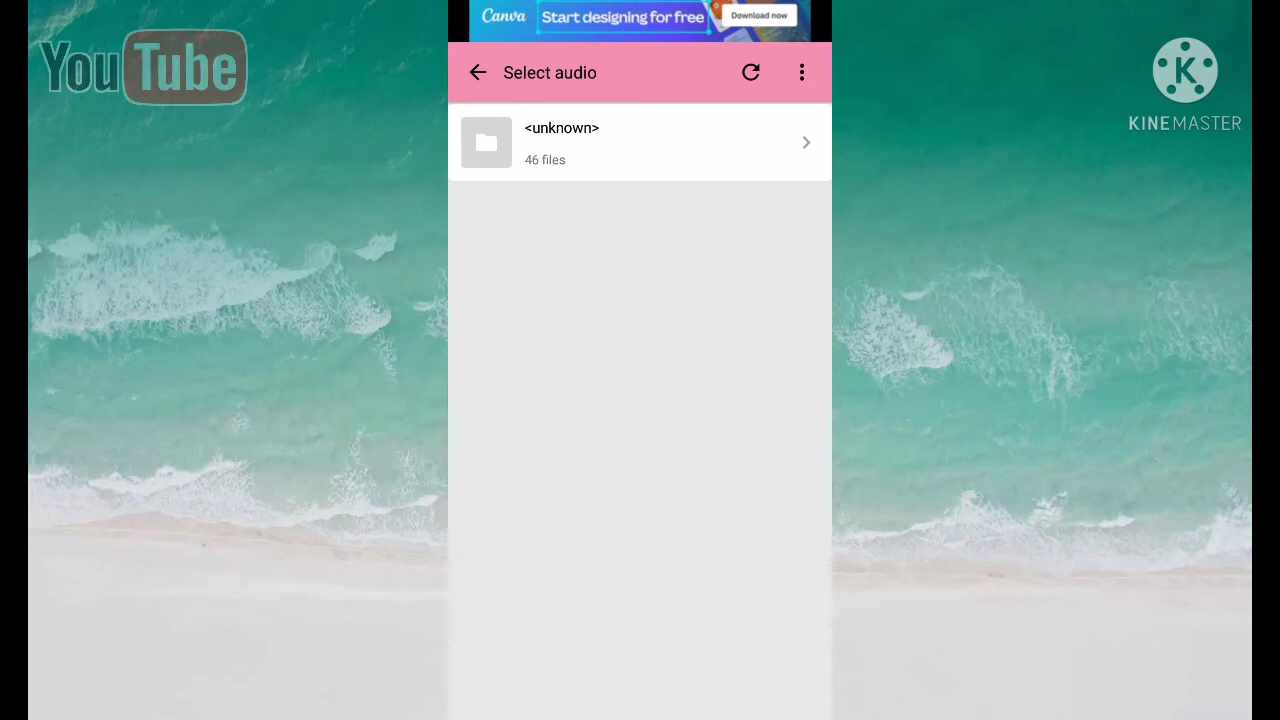 Canva
Start designing for free
Download now
YouTube
Select audio
K
KINEMASTER
<unknown>
46 files